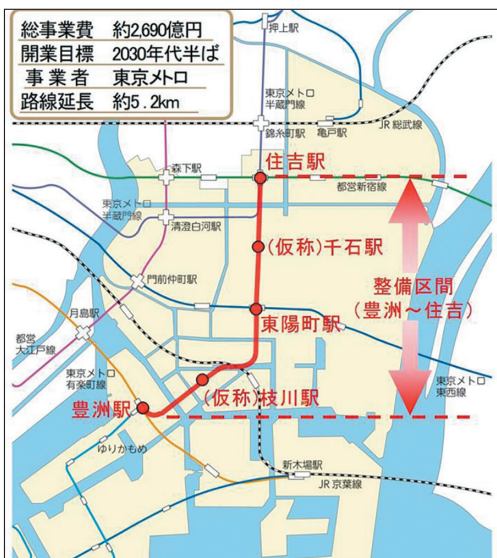 総事業費 約2,690億円
開業目標 2030年代半ば
事業者 東京メトロ
路線延長 約5.2km
押上駅
東京メトロ
半蔵門線
錦糸町駅
亀戸駅
JR 総武線
住吉駅
森下駅
都営新宿線
東京メトロ
半蔵門線
清澄白河駅
(仮称)千石駅
整備区間
(豊洲~住吉)
門前仲町駅
東陽町駅
月島駅
都営
大江戸線
東京メトロ
有楽町線
東京メトロ
東西線
(仮称)枝川駅
豊洲駅
ゆりかもめ
新木場駅
JR 京葉線